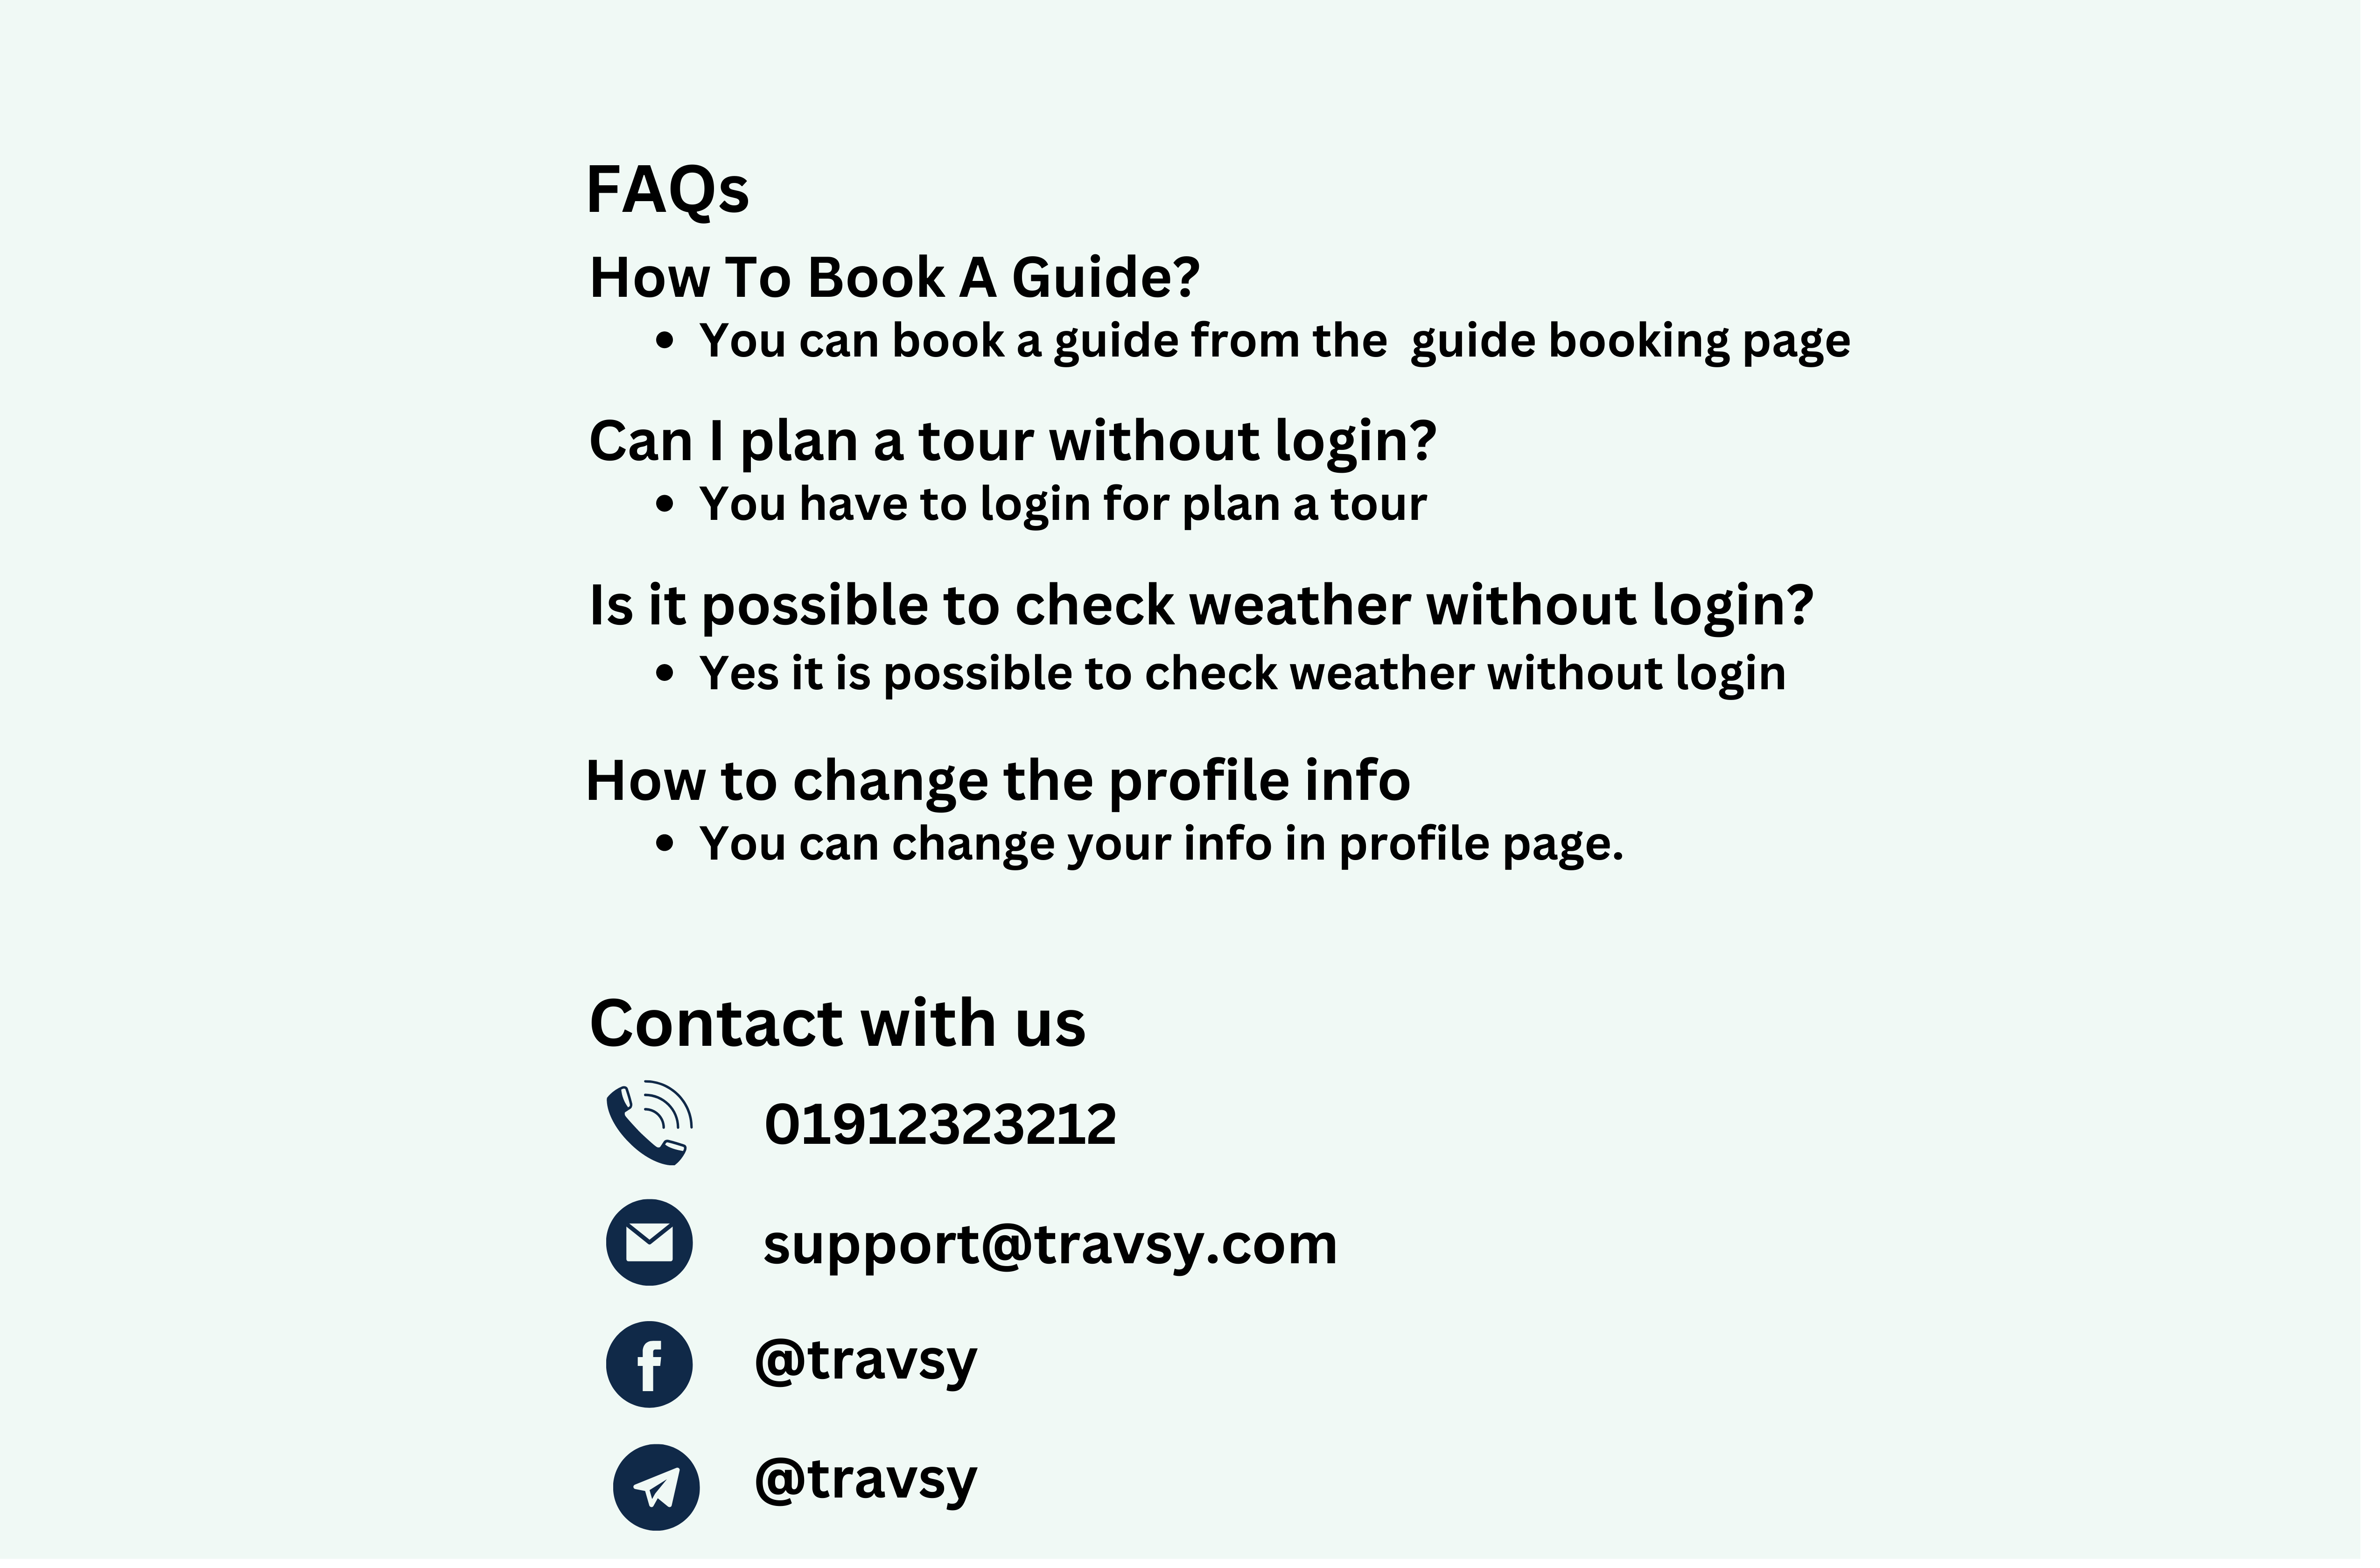 FAQs
How To Book A Guide?
• You can book a guide from the  guide booking page
Can I plan a tour without login?
• You have to login for plan a tour
Is it possible to check weather without login?
• Yes it is possible to check weather without login
How to change the profile info
• You can change your info in profile page.
Contact with us
01912323212
support@travsy.com
@travsy
@travsy